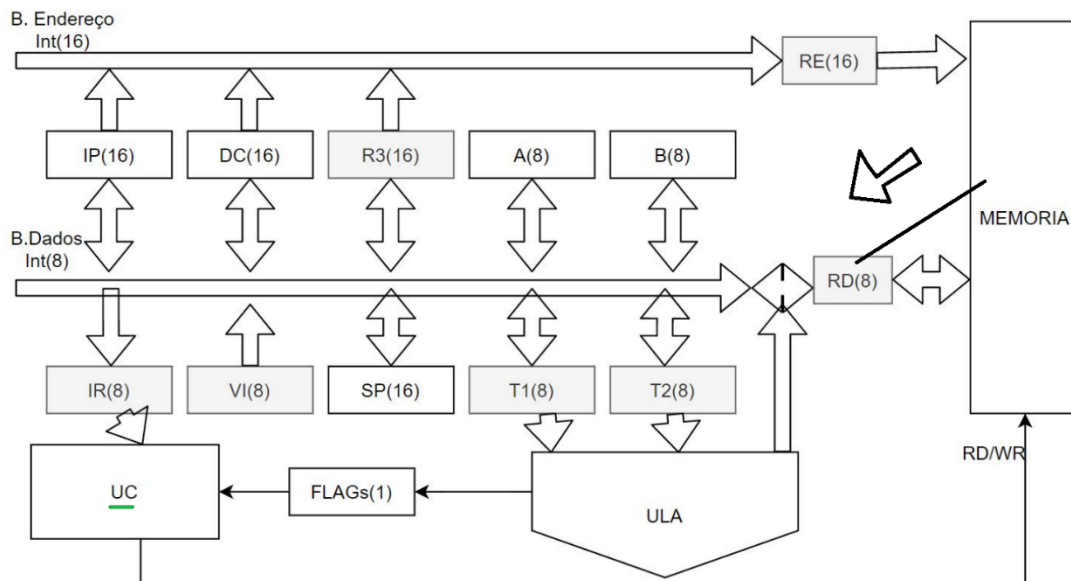 B. Endereço
Int(16)
RE(16)
IP(16)
DC(16)
R3(16)
A(8)
B(8)
MEMORIA
B.Dados
Int(8)
RD(8)
IR(8)
VI(8)
SP(16)
T1(8)
T2(8)
RD/WR
UC
FLAGs(1)
ULA